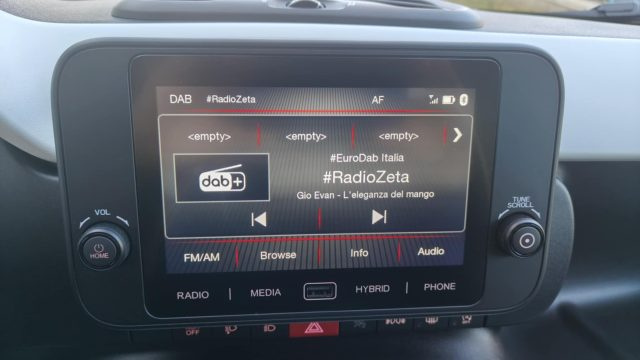 DAB #RadioZeta AF
<empty> <empty> <empty>
#EuroDab Italia
dab+ #RadioZeta
Gio Evan - L'eleganza del mango
VOL
TUNE
SCROLL
HOME
FM/AM Browse Info Audio
RADIO MEDIA HYBRID PHONE
OFF